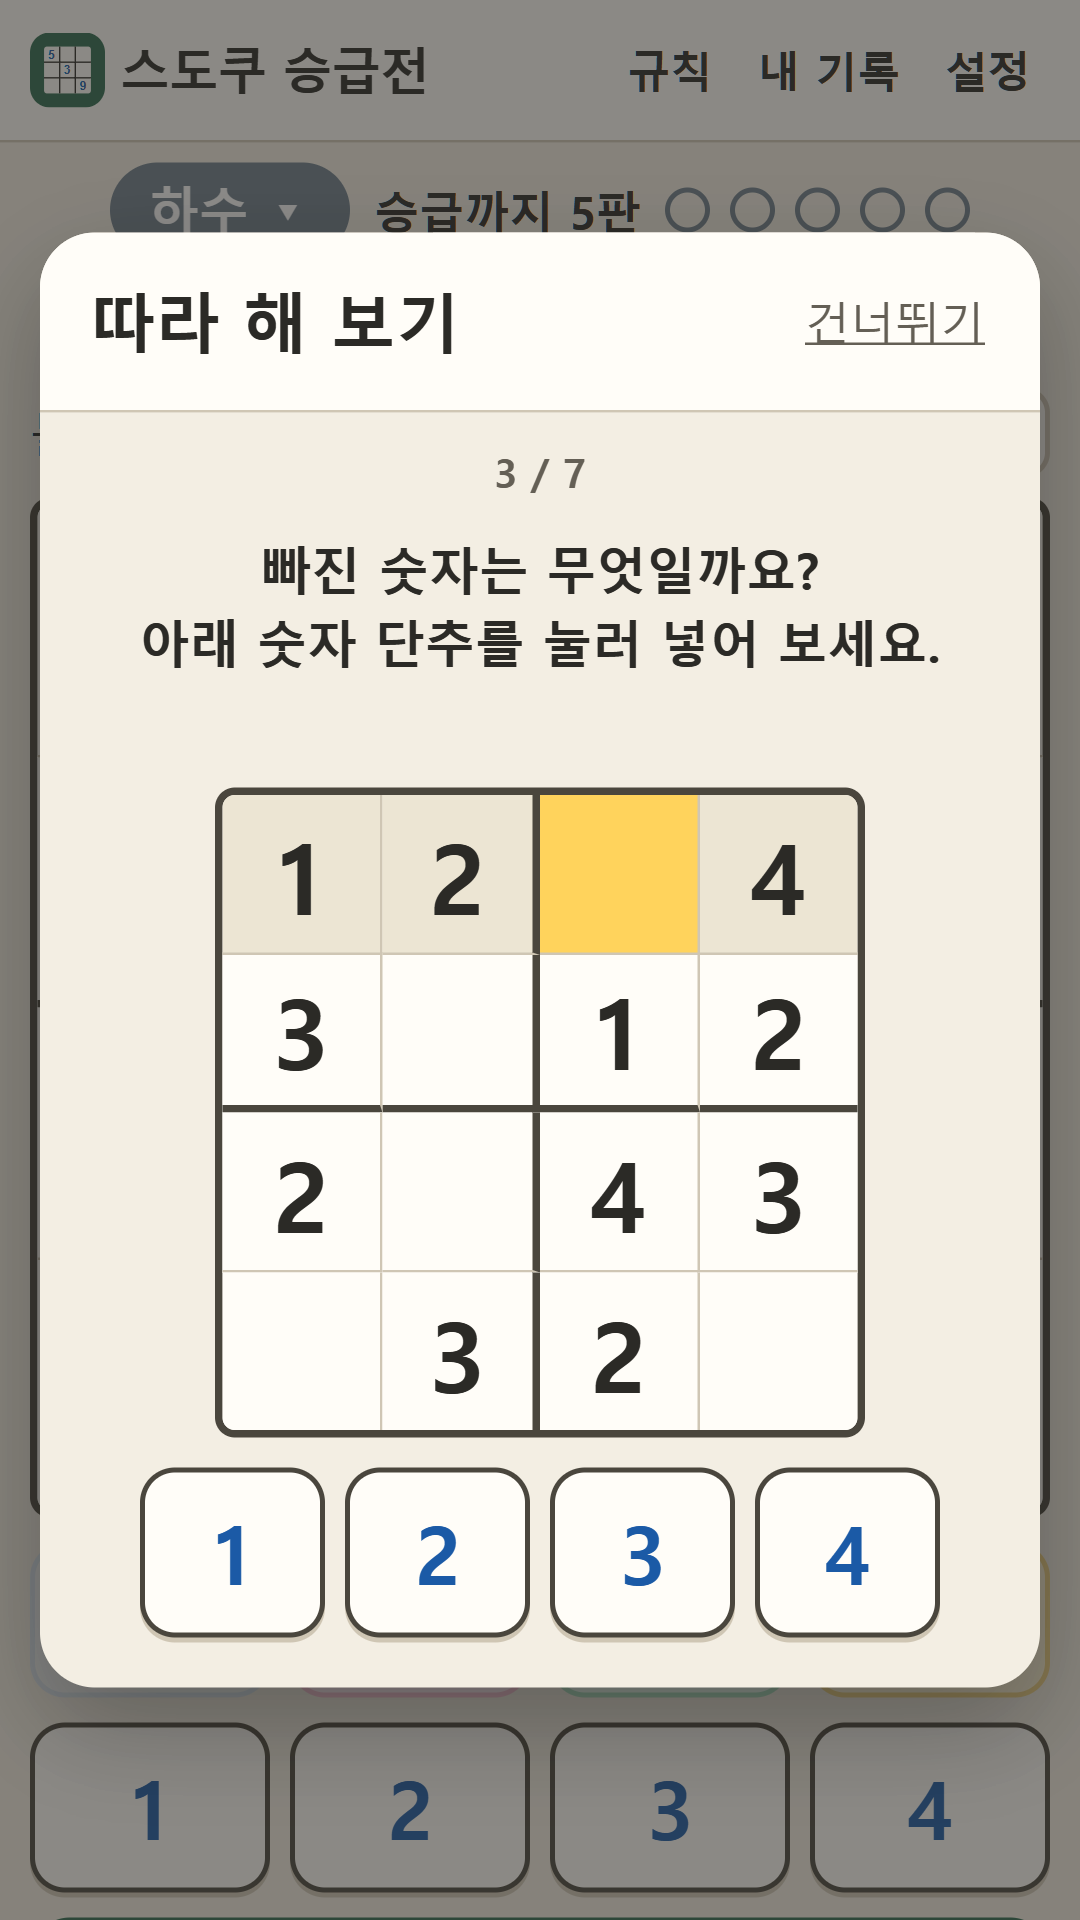 5
3
9
스도쿠 승급전 규칙 내 기록 설정
하수 ▼ 승급까지 5판
따라 해 보기 건너뛰기
3 / 7
빠진 숫자는 무엇일까요?
아래 숫자 단추를 눌러 넣어 보세요.
1 2 4
3 1 2
2 4 3
3 2
1 2 3 4
1 2 3 4